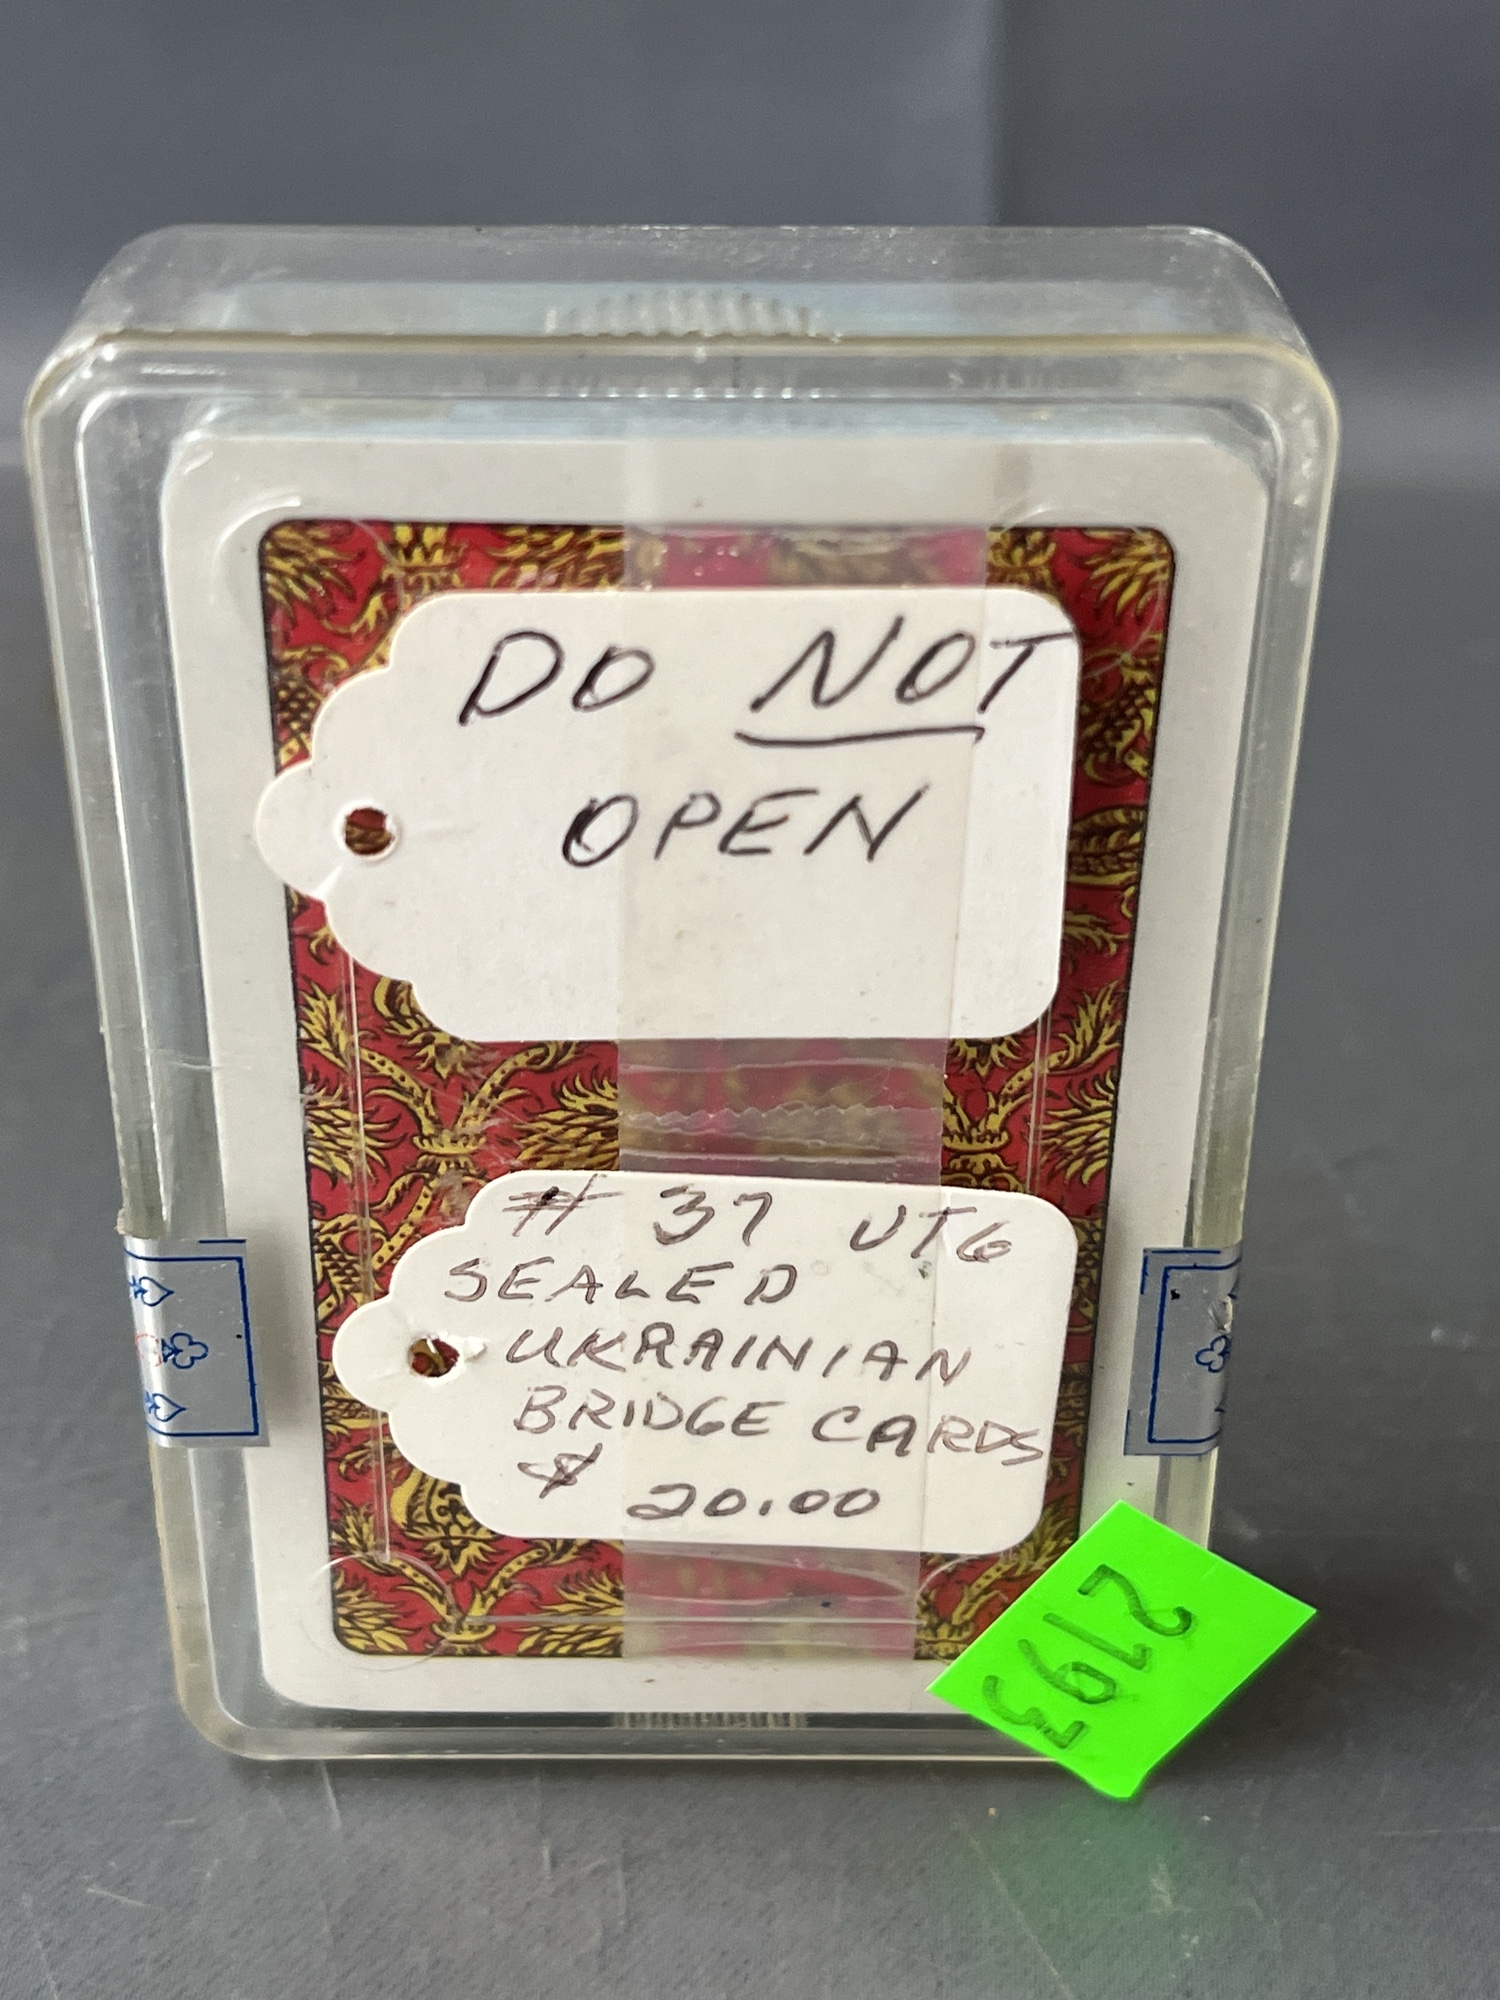 DO NOT
OPEN
# 37 UTG
SEALED
UKRAINIAN
BRIDGE CARDS
$ 20.00
2193